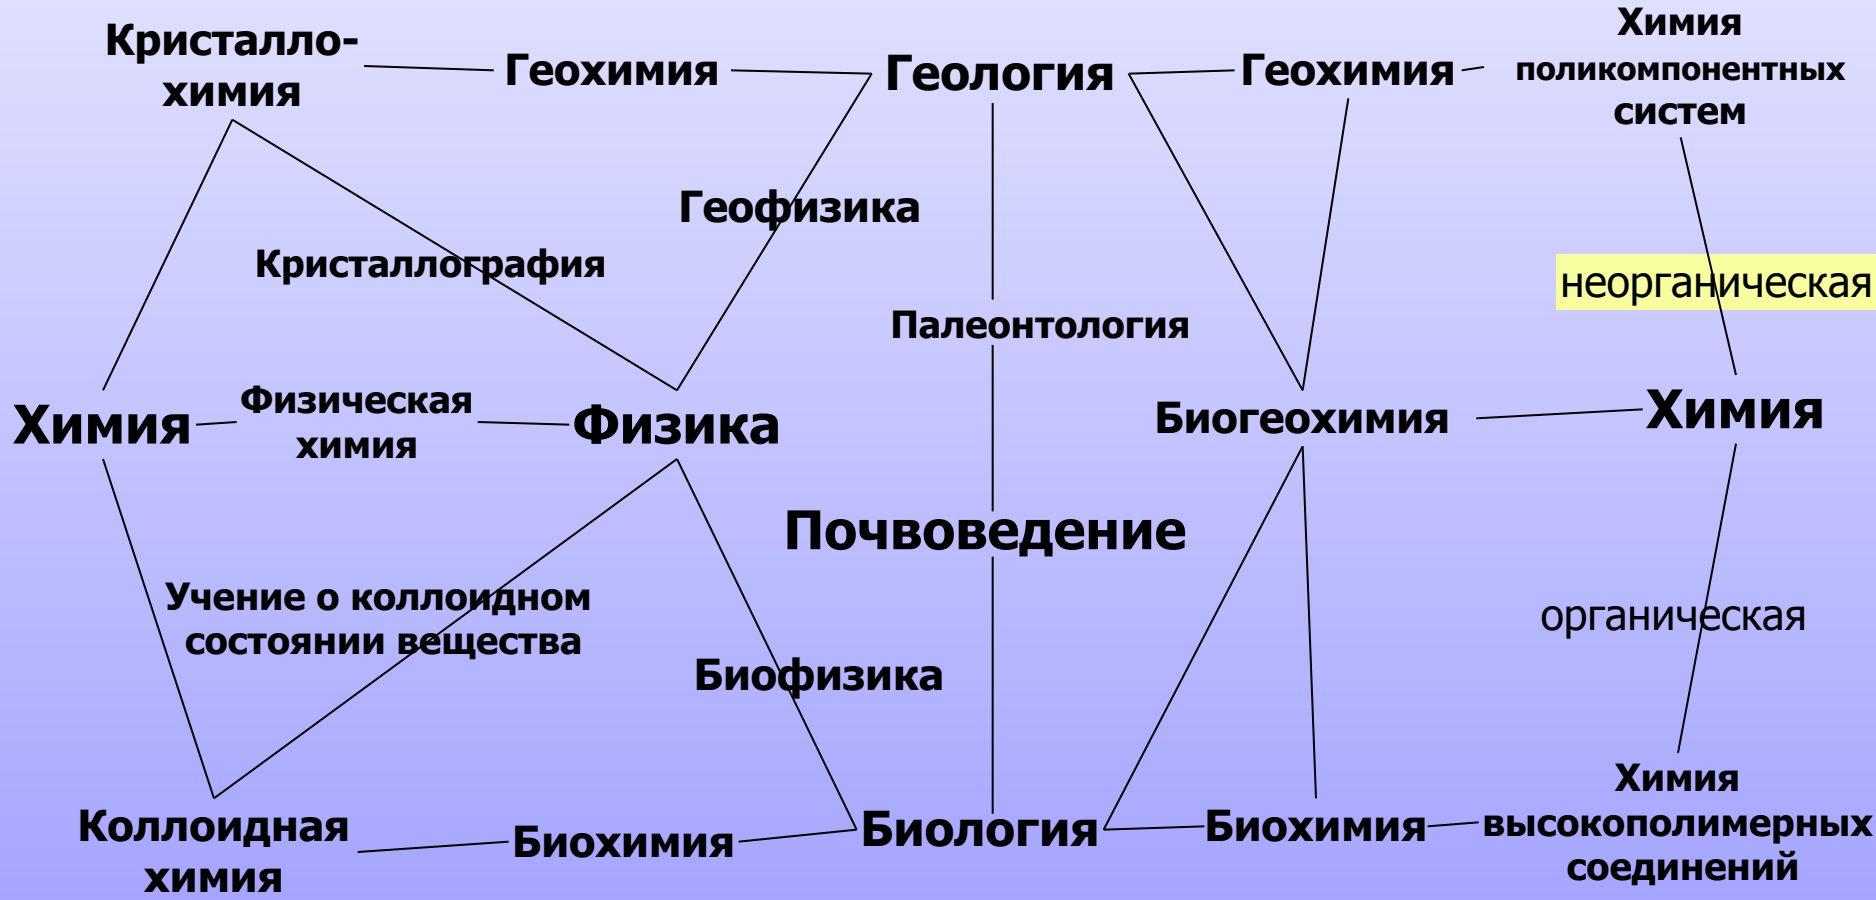 Кристалло-
химия
Геохимия
Геология
Геохимия
Химия
поликомпонентных
систем
Геофизика
Кристаллография
неорганическая
Палеонтология
Химия
Физическая
химия
Физика
Биогеохимия
Химия
Почвоведение
Учение о коллоидном
состоянии вещества
органическая
Биофизика
Коллоидная
химия
Биохимия
Биология
Биохимия
Химия
высокополимерных
соединений